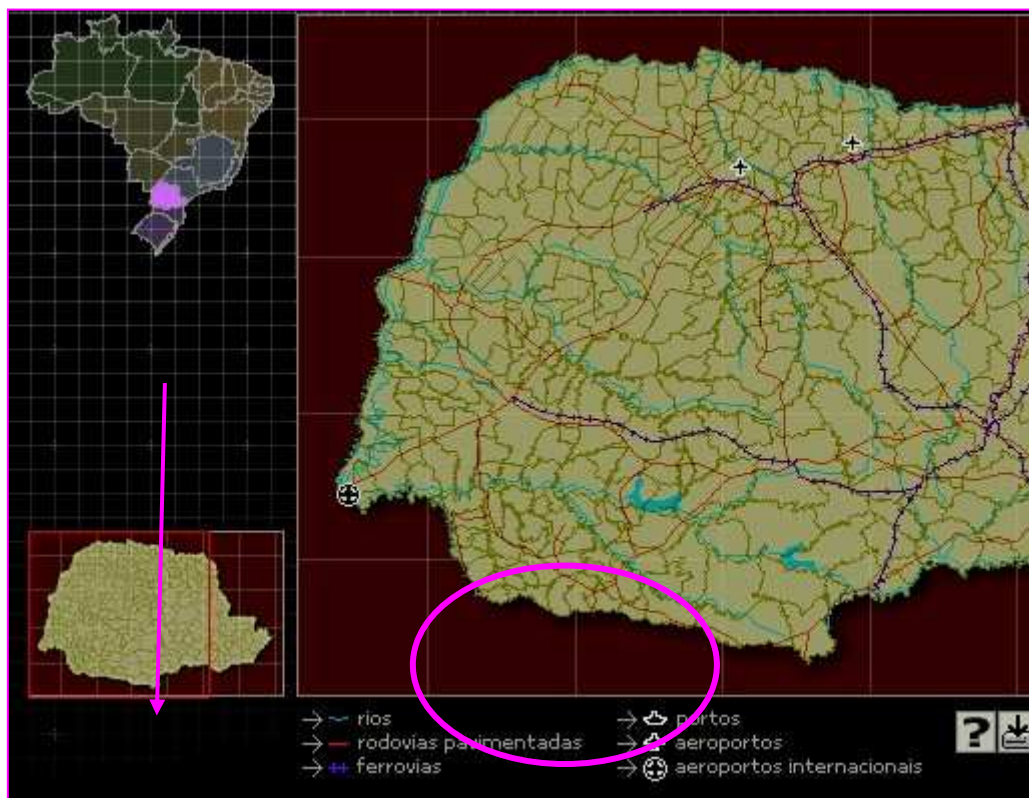 rios
rodovias pavimentadas
ferrovias
portos
aeroportos
aeroportos internacionais
?